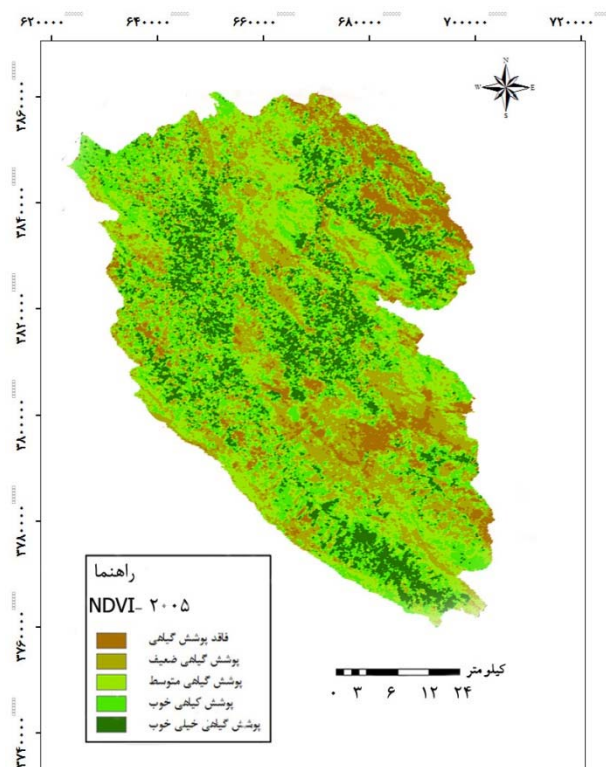 ۶۲۰۰۰۰ ۶۴۰۰۰۰ ۶۶۰۰۰۰ ۶۸۰۰۰۰ ۷۰۰۰۰۰ ۷۲۰۰۰۰
N
W E
S
۳۸۶۰۰۰۰
۳۸۴۰۰۰۰
۳۸۲۰۰۰۰
۳۸۰۰۰۰۰
۳۷۸۰۰۰۰
۳۷۶۰۰۰۰
۳۷۴۰۰۰۰
راهنما
NDVI- ۲۰۰۵
فاقد پوشش گیاهی
پوشش گیاهی ضعیف
پوشش گیاهی متوسط
پوشش گیاهی خوب
پوشش گیاهی خیلی خوب
کیلو متر
۰ ۳ ۶ ۱۲ ۲۴